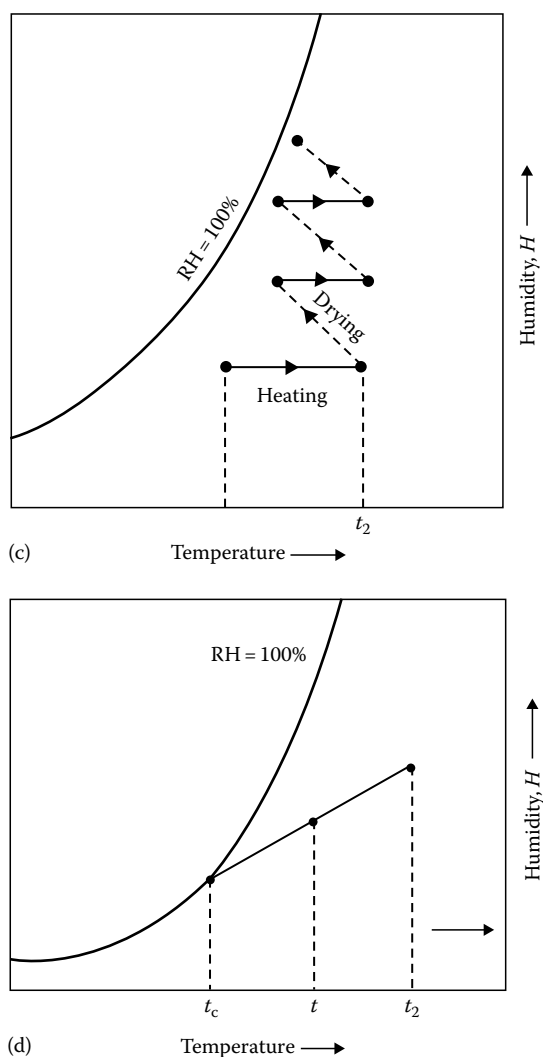 RH = 100%
Humidity, H
Drying
Heating
t2
(c)
Temperature
RH = 100%
Humidity, H
tc
t
t2
(d)
Temperature